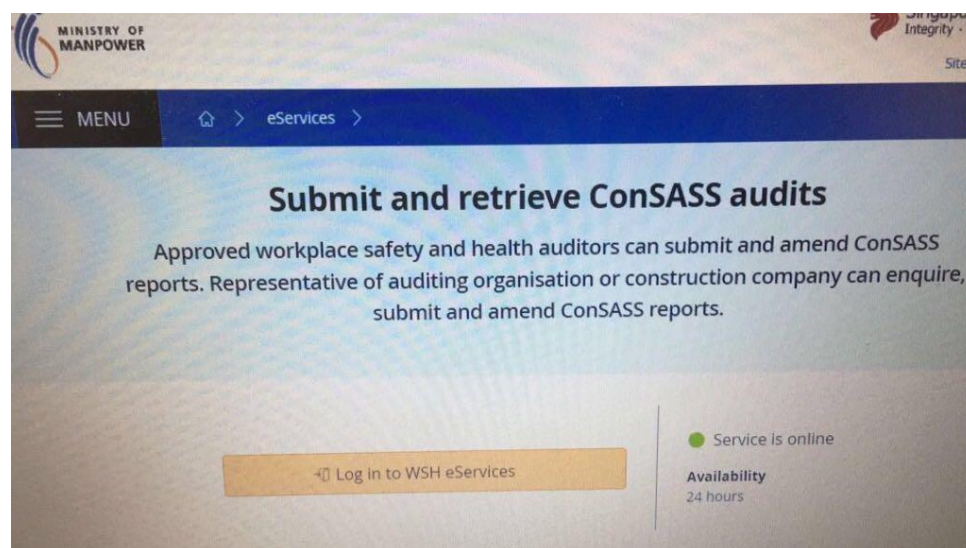 MINISTRY OF
MANPOWER
Integrity ·
Site
MENU
eServices
Submit and retrieve ConSASS audits
Approved workplace safety and health auditors can submit and amend ConSASS
reports. Representative of auditing organisation or construction company can enquire,
submit and amend ConSASS reports.
Log in to WSH eServices
Service is online
Availability
24 hours